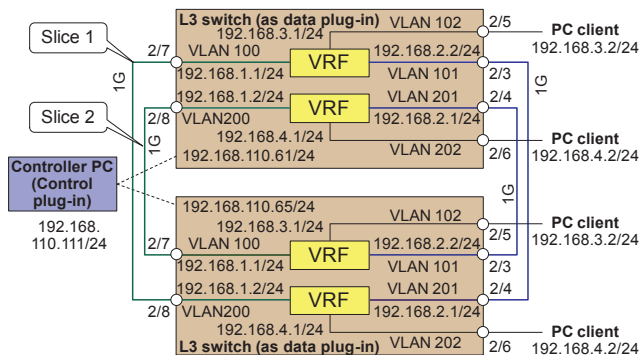 L3 switch (as data plug-in)
VLAN 102
2/5
PC client
192.168.3.2/24
Slice 1
2/7
VLAN 100
192.168.3.1/24
192.168.2.2/24
VRF
192.168.1.1/24
VLAN 101
2/3
1G
1G
192.168.1.2/24
VLAN 201
2/4
Slice 2
2/8
VRF
VLAN200
192.168.2.1/24
1G
192.168.4.1/24
VLAN 202
PC client
192.168.4.2/24
192.168.110.61/24
2/6
Controller PC
(Control
plug-in)
192.168.
110.111/24
1G
192.168.110.65/24
VLAN 102
192.168.3.1/24
2/5
PC client
192.168.3.2/24
2/7
VLAN 100
192.168.2.2/24
VRF
192.168.1.1/24
VLAN 101
2/3
192.168.1.2/24
VLAN 201
2/4
2/8
VRF
VLAN200
192.168.2.1/24
192.168.4.1/24
VLAN 202
PC client
192.168.4.2/24
L3 switch (as data plug-in)
2/6